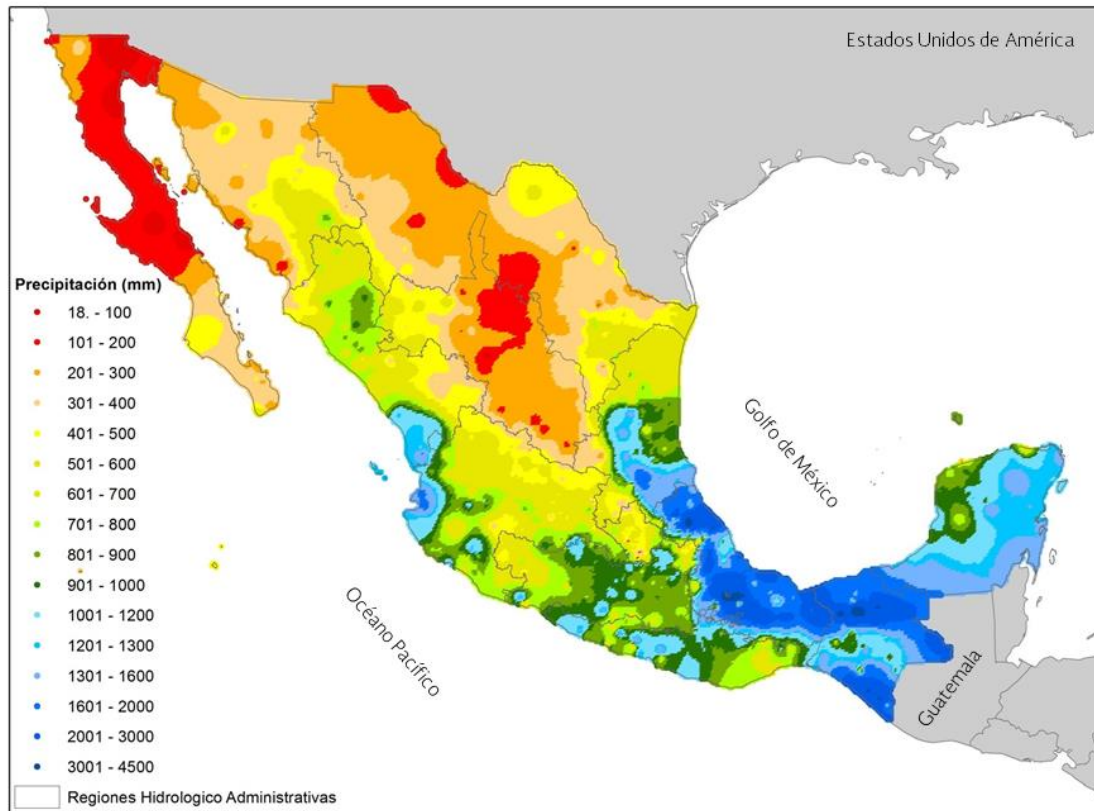 Estados Unidos de América
Golfo de México
Océano Pacífico
Guatemala
Precipitación (mm)
18. - 100
101 - 200
201 - 300
301 - 400
401 - 500
501 - 600
601 - 700
701 - 800
801 - 900
901 - 1000
1001 - 1200
1201 - 1300
1301 - 1600
1601 - 2000
2001 - 3000
3001 - 4500
Regiones Hidrologico Administrativas